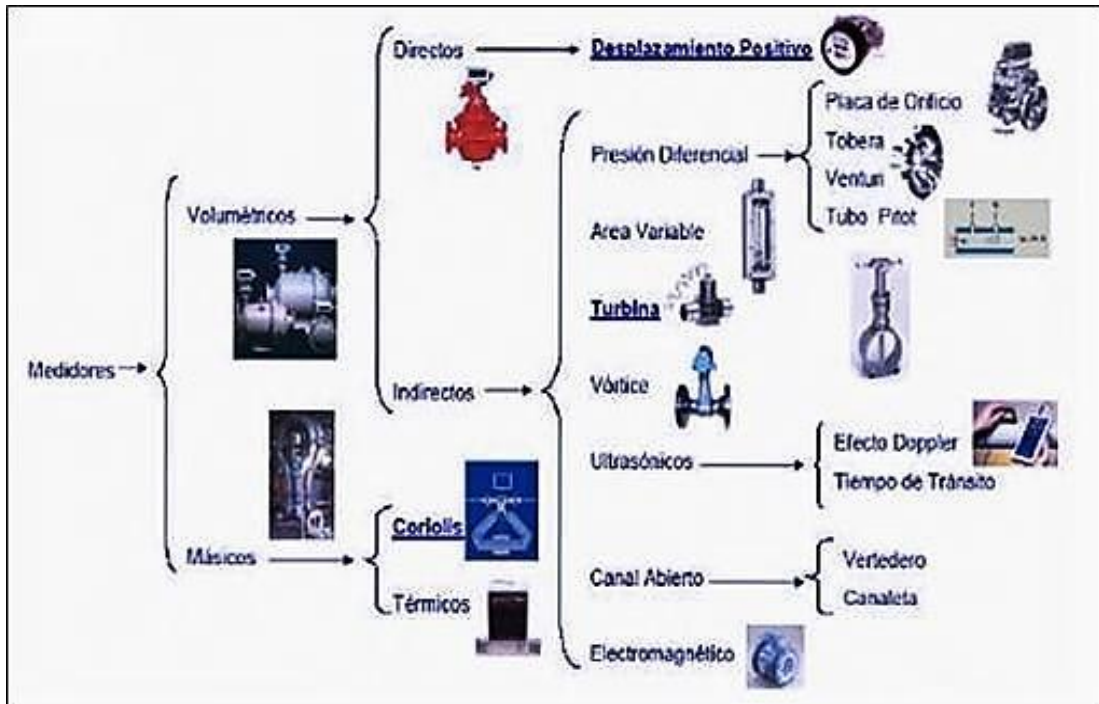 Directos
Desplazamiento Positivo
Placa de Orificio
Tobera
Presión Diferencial
Venturi
Volumétricos
Tubo Pitot
Area Variable
Turbina
Medidores
Indirectos
Vórtice
Efecto Doppler
Ultrasónicos
Tiempo de Tránsito
Coriolis
Másicos
Vertedero
Canal Abierto
Térmicos
Canaleta
Electromagnético